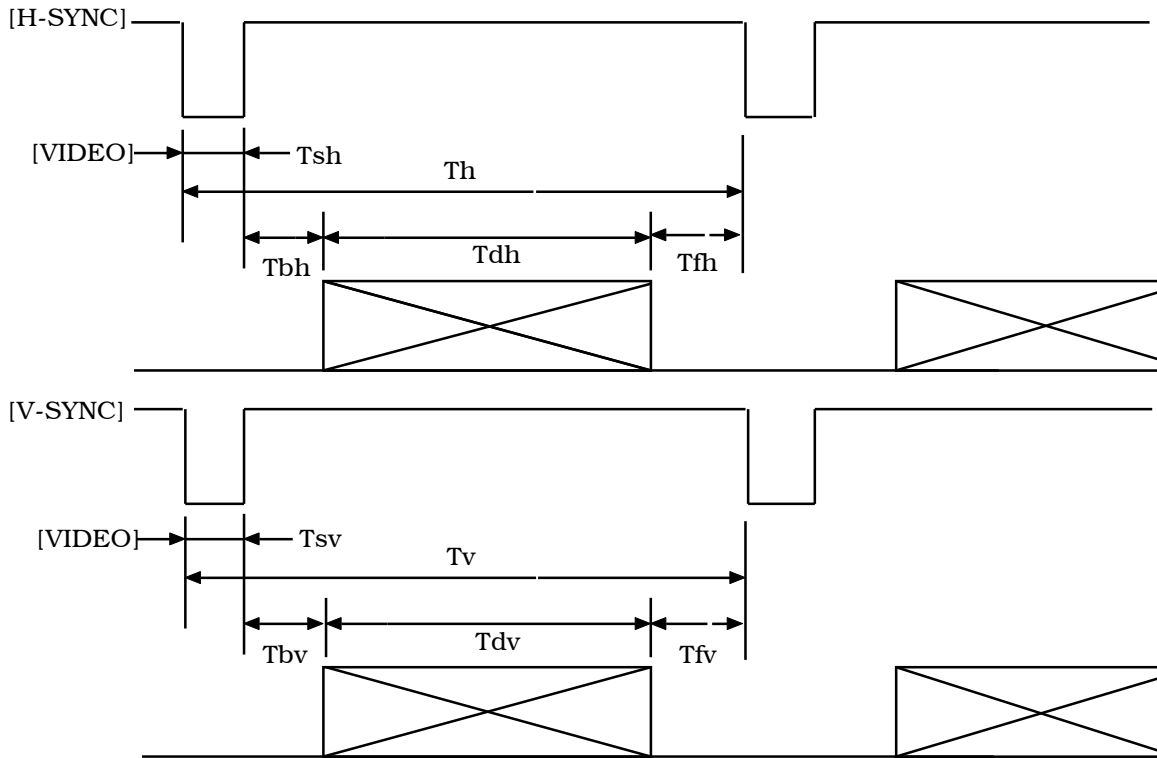 [H-SYNC]
[VIDEO]
Tsh
Th
Tbh
Tdh
Tfh
[V-SYNC]
[VIDEO]
Tsv
Tv
Tbv
Tdv
Tfv